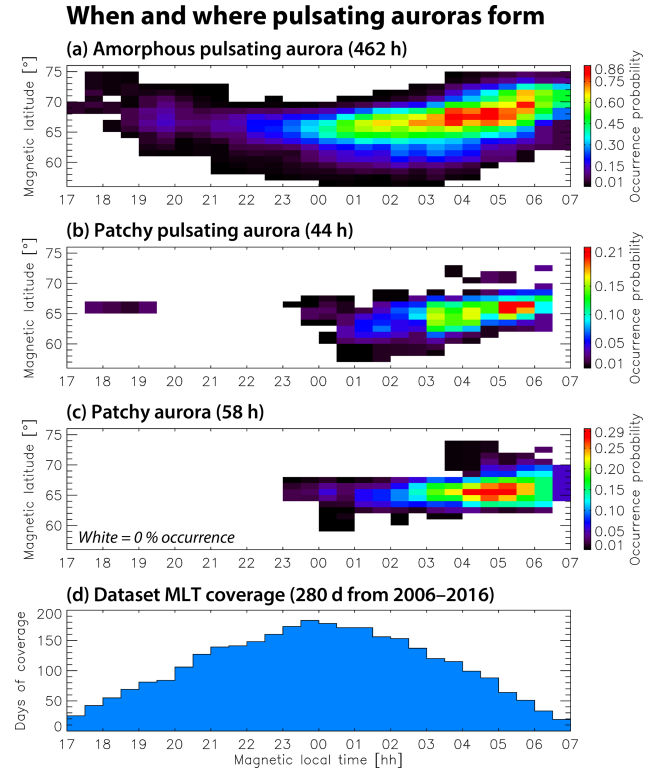 When and where pulsating auroras form
(a) Amorphous pulsating aurora (462 h)
Magnetic latitude [°]
75
70
65
60
17 18 19 20 21 22 23 00 01 02 03 04 05 06 07
0.86
0.75
0.60
0.45
0.30
0.15
0.01
Occurrence probability
(b) Patchy pulsating aurora (44 h)
Magnetic latitude [°]
75
70
65
60
17 18 19 20 21 22 23 00 01 02 03 04 05 06 07
0.21
0.15
0.10
0.05
0.01
Occurrence probability
(c) Patchy aurora (58 h)
Magnetic latitude [°]
75
70
65
60
White = 0 % occurrence
17 18 19 20 21 22 23 00 01 02 03 04 05 06 07
0.29
0.25
0.20
0.15
0.10
0.05
0.01
Occurrence probability
(d) Dataset MLT coverage (280 d from 2006–2016)
Days of coverage
200
150
100
50
0
17 18 19 20 21 22 23 00 01 02 03 04 05 06 07
Magnetic local time [hh]